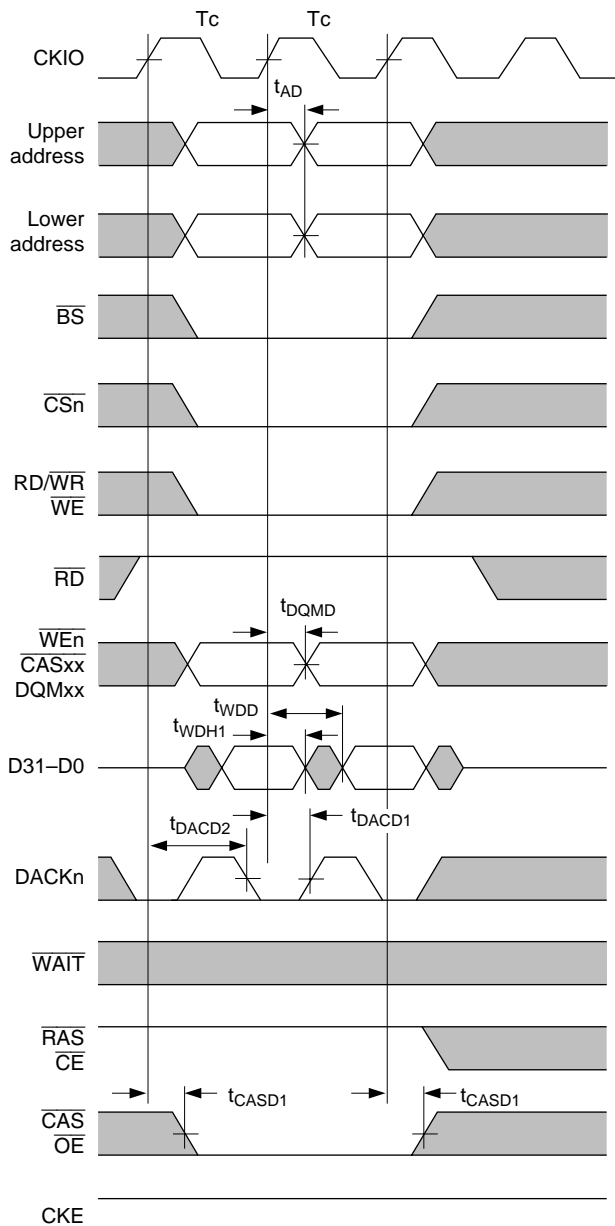 Tc Tc
CKIO
tAD
Upper
address
Lower
address
BS
CSn
RD/WR
WE
RD
tDQMD
WEn
CASxx
DQMxx
tWDD
tWDH1
D31–D0
tDACD2
tDACD1
DACKn
WAIT
RAS
CE
tCASD1 tCASD1
CAS
OE
CKE